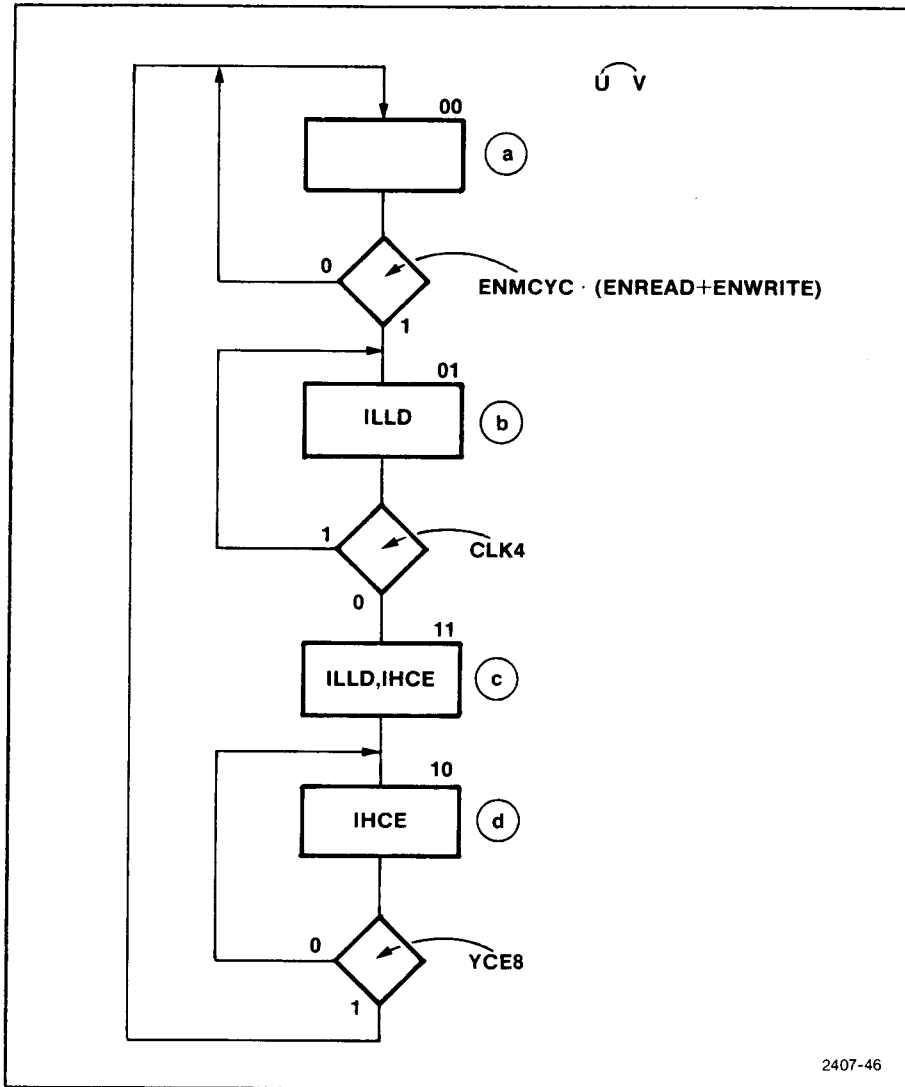 U V
00
a
0
ENMCYC · (ENREAD+ENWRITE)
1
01
ILLD
b
1
CLK4
0
11
ILLD,IHCE
c
10
IHCE
d
0
YCE8
1
2407-46